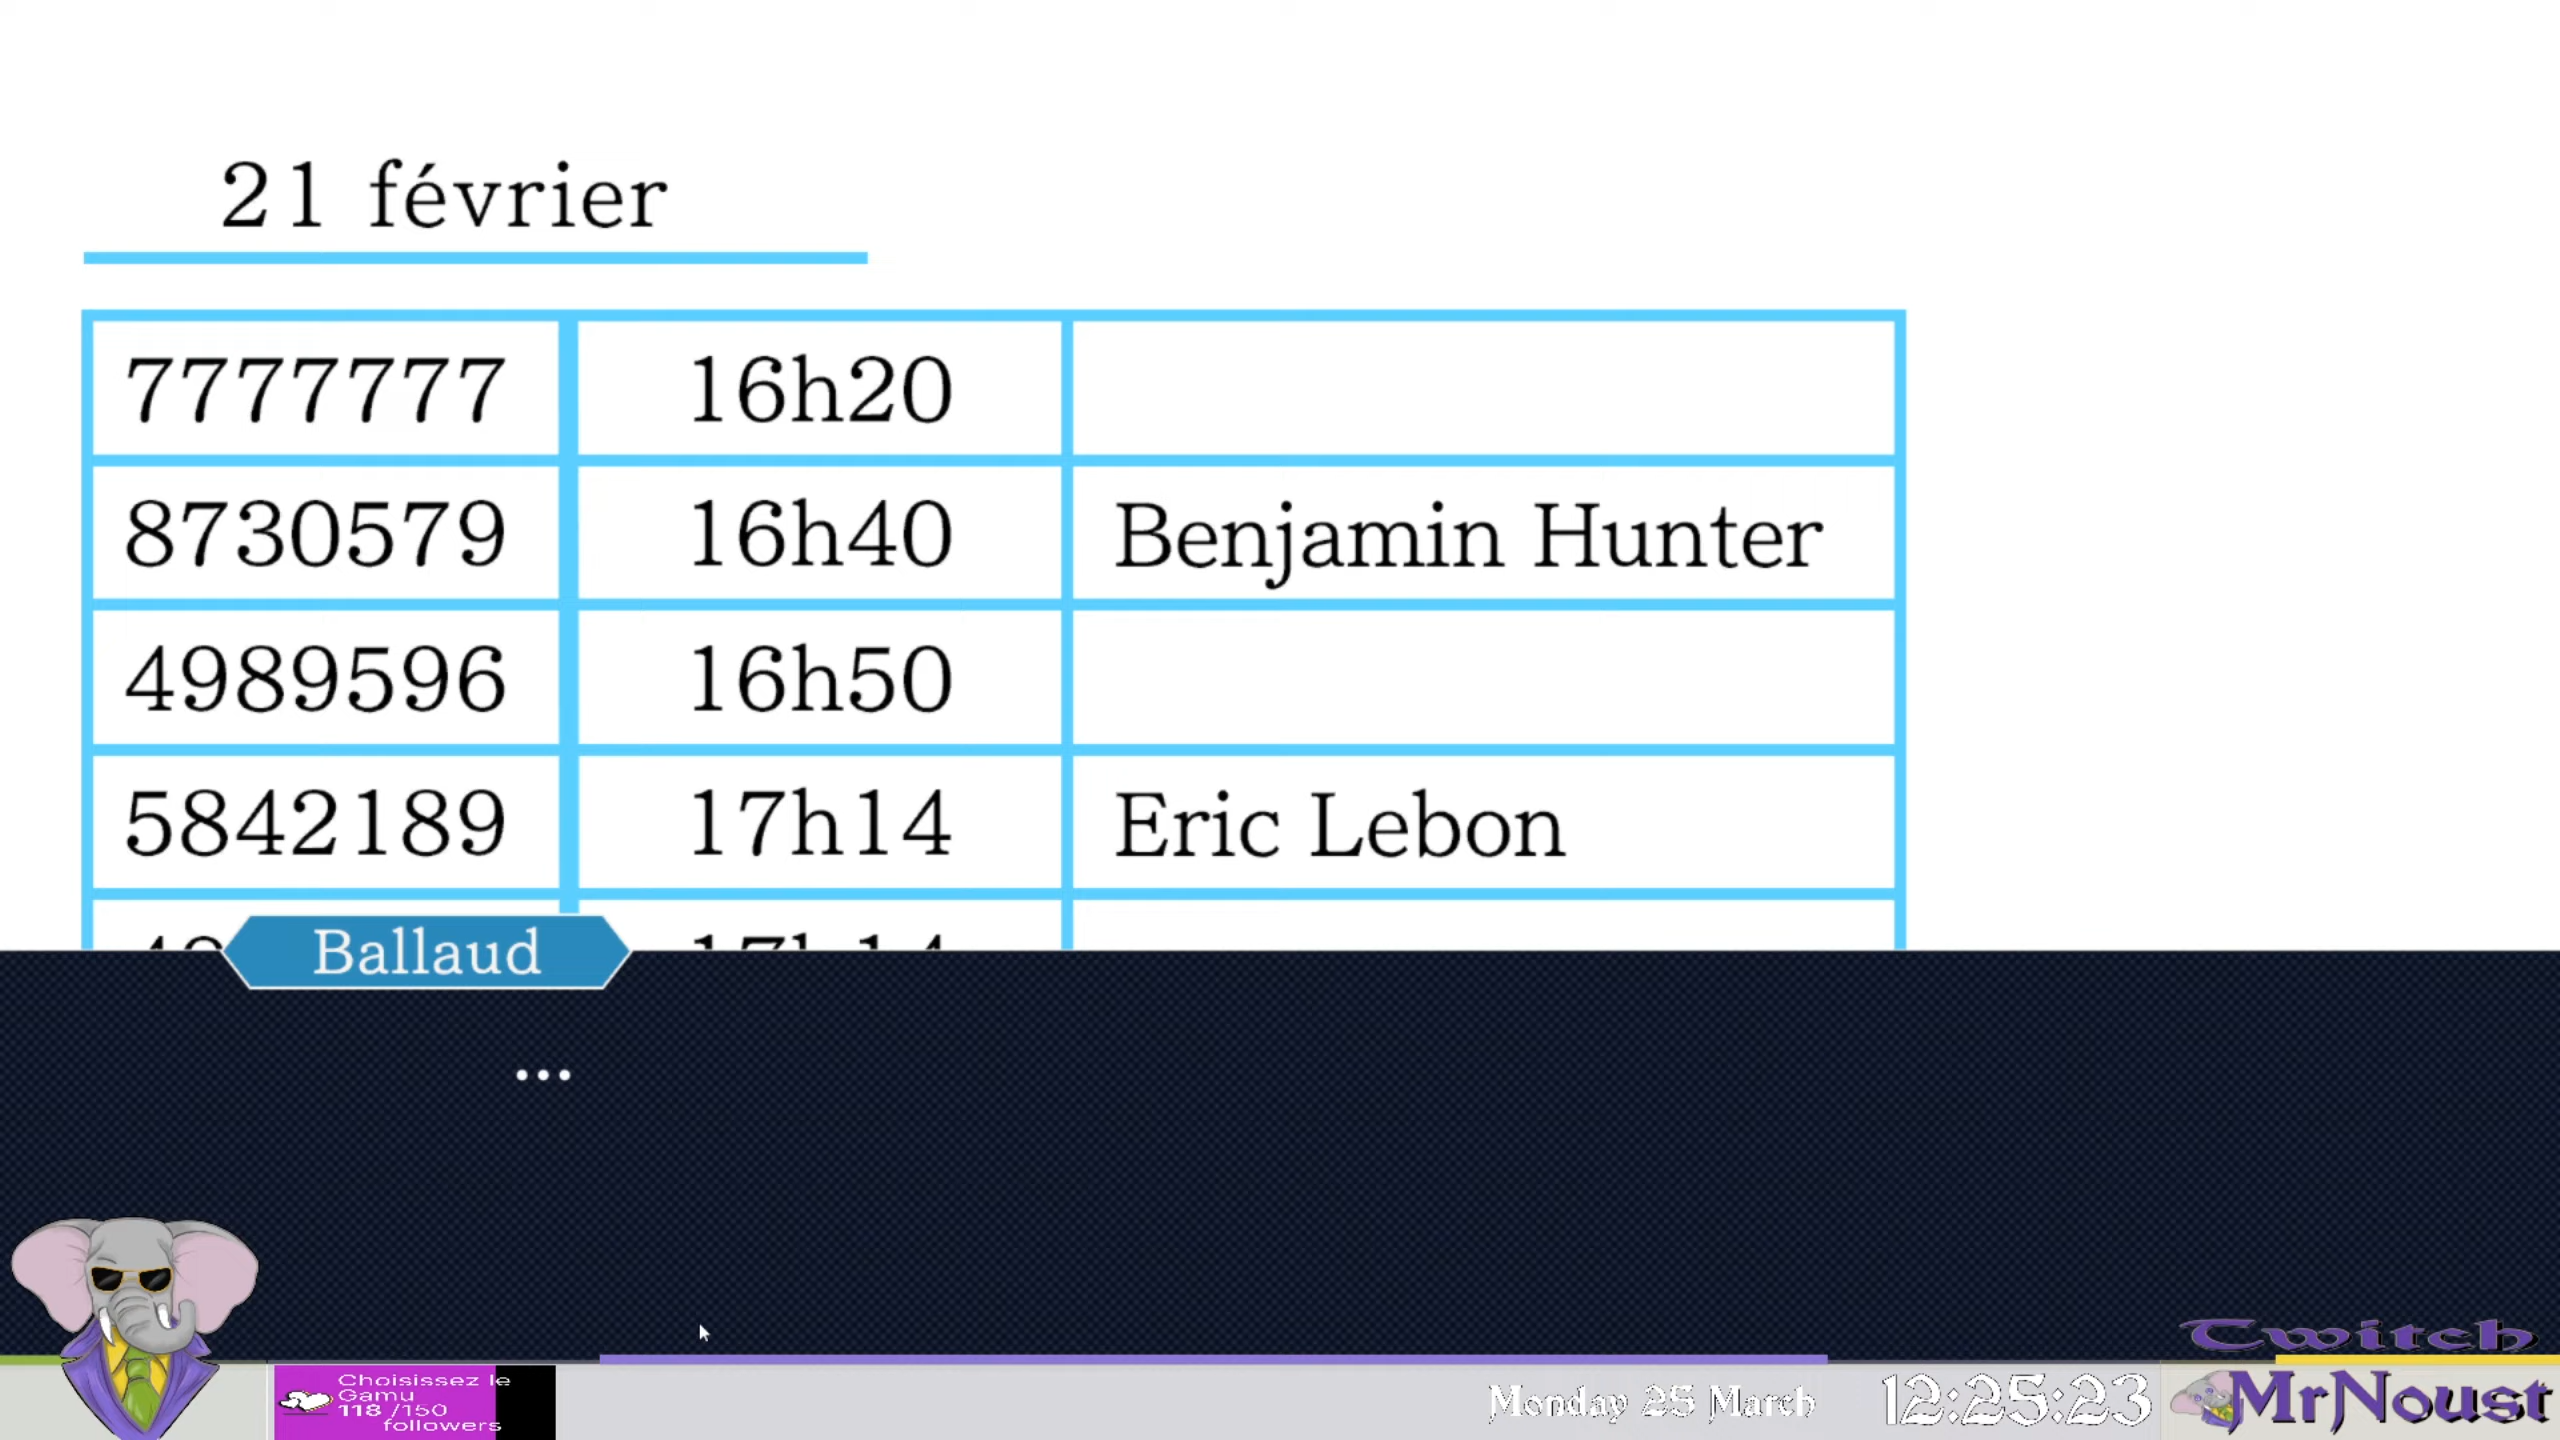 21 février
7777777 16h20
8730579 16h40 Benjamin Hunter
4989596 16h50
5842189 17h14 Eric Lebon
17h14
Ballaud
...
Twitch
Choisissez le
Gamu
118 /150
followers
Monday 25 March 12:25:23 MrNoust